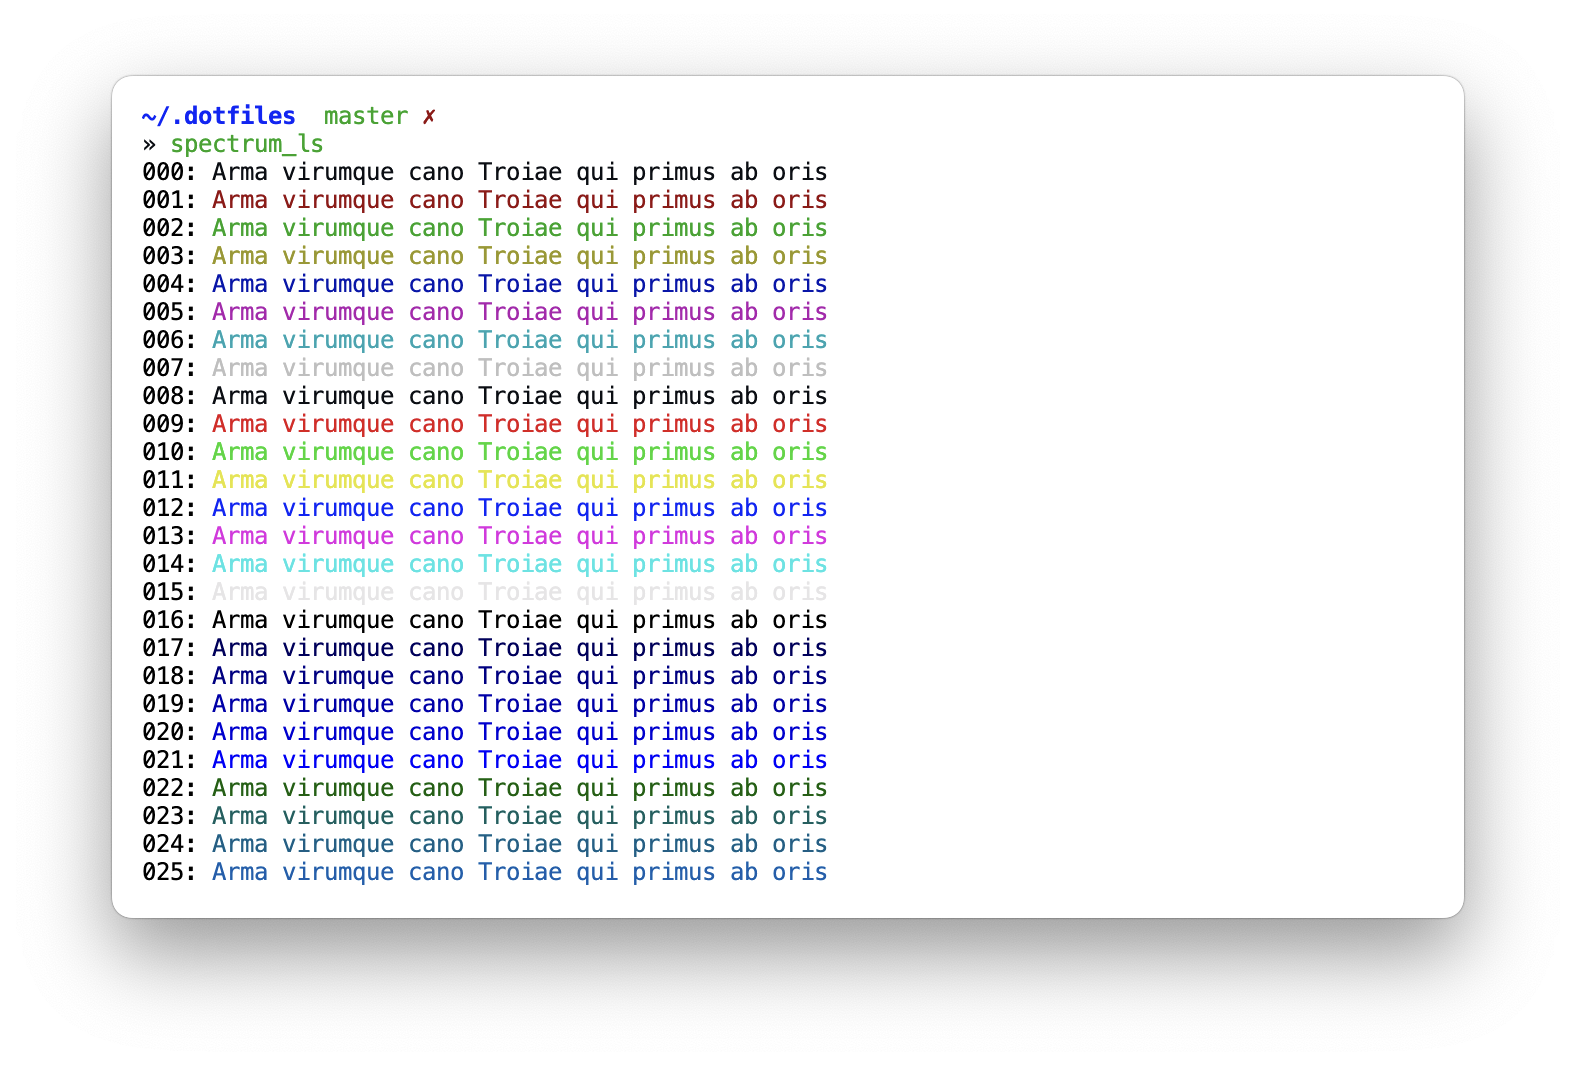 ~/.dotfiles  master ✗
» spectrum_ls
000: Arma virumque cano Troiae qui primus ab oris
001: Arma virumque cano Troiae qui primus ab oris
002: Arma virumque cano Troiae qui primus ab oris
003: Arma virumque cano Troiae qui primus ab oris
004: Arma virumque cano Troiae qui primus ab oris
005: Arma virumque cano Troiae qui primus ab oris
006: Arma virumque cano Troiae qui primus ab oris
007: Arma virumque cano Troiae qui primus ab oris
008: Arma virumque cano Troiae qui primus ab oris
009: Arma virumque cano Troiae qui primus ab oris
010: Arma virumque cano Troiae qui primus ab oris
011: Arma virumque cano Troiae qui primus ab oris
012: Arma virumque cano Troiae qui primus ab oris
013: Arma virumque cano Troiae qui primus ab oris
014: Arma virumque cano Troiae qui primus ab oris
015: Arma virumque cano Troiae qui primus ab oris
016: Arma virumque cano Troiae qui primus ab oris
017: Arma virumque cano Troiae qui primus ab oris
018: Arma virumque cano Troiae qui primus ab oris
019: Arma virumque cano Troiae qui primus ab oris
020: Arma virumque cano Troiae qui primus ab oris
021: Arma virumque cano Troiae qui primus ab oris
022: Arma virumque cano Troiae qui primus ab oris
023: Arma virumque cano Troiae qui primus ab oris
024: Arma virumque cano Troiae qui primus ab oris
025: Arma virumque cano Troiae qui primus ab oris